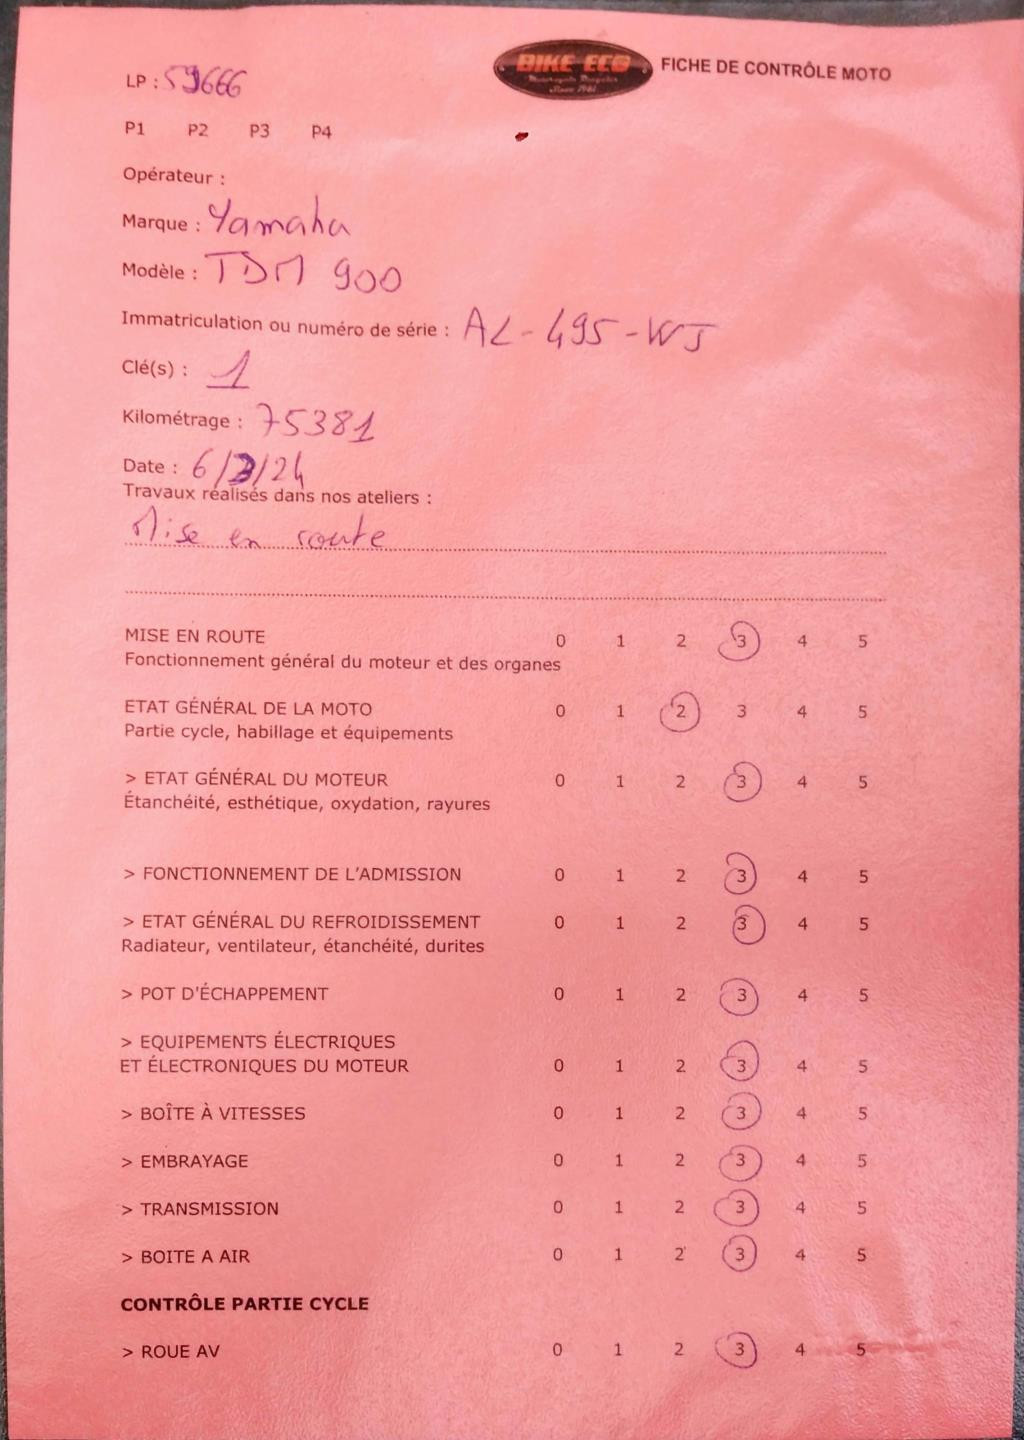 LP : 59666
BIKE ECO
Motorcycle Recycler
Since 1981
FICHE DE CONTRÔLE MOTO
P1 P2 P3 P4
Opérateur :
Marque : Yamaha
Modèle : TDM 900
Immatriculation ou numéro de série : AL-495-WJ
Clé(s) : 1
Kilométrage : 75381
Date : 6/3/24
Travaux réalisés dans nos ateliers :
Mise en route
MISE EN ROUTE 0 1 2 3 4 5
Fonctionnement général du moteur et des organes
ETAT GÉNÉRAL DE LA MOTO 0 1 2 3 4 5
Partie cycle, habillage et équipements
> ETAT GÉNÉRAL DU MOTEUR 0 1 2 3 4 5
Étanchéité, esthétique, oxydation, rayures
> FONCTIONNEMENT DE L'ADMISSION 0 1 2 3 4 5
> ETAT GÉNÉRAL DU REFROIDISSEMENT 0 1 2 3 4 5
Radiateur, ventilateur, étanchéité, durites
> POT D'ÉCHAPPEMENT 0 1 2 3 4 5
> EQUIPEMENTS ÉLECTRIQUES
ET ÉLECTRONIQUES DU MOTEUR 0 1 2 3 4 5
> BOÎTE À VITESSES 0 1 2 3 4 5
> EMBRAYAGE 0 1 2 3 4 5
> TRANSMISSION 0 1 2 3 4 5
> BOITE A AIR 0 1 2 3 4 5
CONTRÔLE PARTIE CYCLE
> ROUE AV 0 1 2 3 4 5